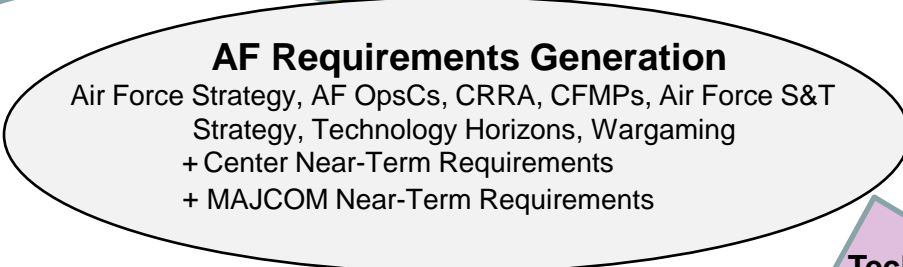 AF Requirements Generation
Air Force Strategy, AF OpsCs, CRRA, CFMPs, Air Force S&T
Strategy, Technology Horizons, Wargaming
+ Center Near-Term Requirements
+ MAJCOM Near-Term Requirements